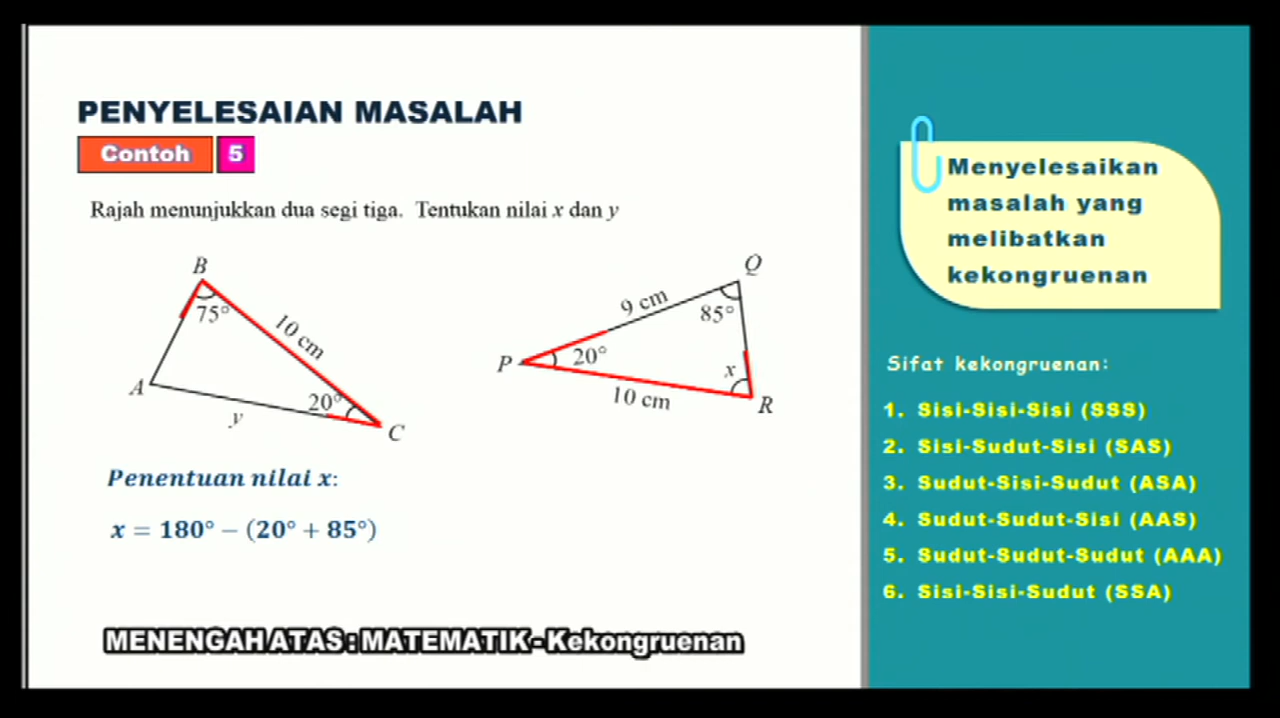 PENYELESAIAN MASALAH
Contoh 5
Rajah menunjukkan dua segi tiga. Tentukan nilai x dan y
B
75°
10 cm
A
20°
y
C
Q
9 cm
85°
P
20°
x
10 cm
R
Penentuan nilai x:
x = 180° − (20° + 85°)
MENENGAH ATAS : MATEMATIK - Kekongruenan
Menyelesaikan
masalah yang
melibatkan
kekongruenan
Sifat kekongruenan:
1. Sisi-Sisi-Sisi (SSS)
2. Sisi-Sudut-Sisi (SAS)
3. Sudut-Sisi-Sudut (ASA)
4. Sudut-Sudut-Sisi (AAS)
5. Sudut-Sudut-Sudut (AAA)
6. Sisi-Sisi-Sudut (SSA)